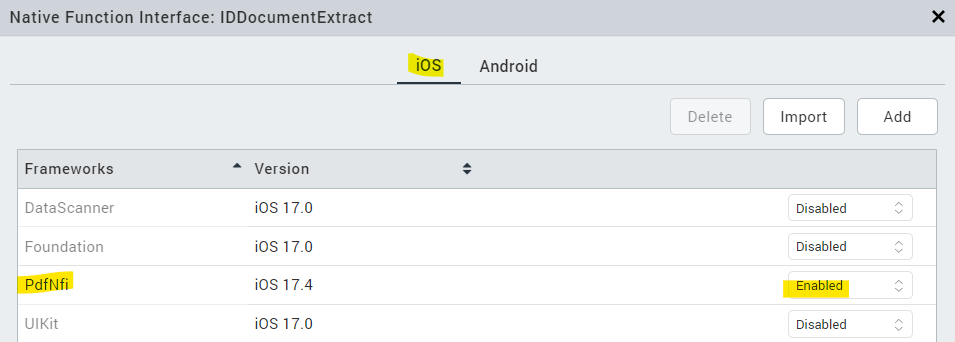 Native Function Interface: IDDocumentExtract
iOS Android
Delete Import Add
Frameworks Version
DataScanner iOS 17.0 Disabled
Foundation iOS 17.0 Disabled
PdfNfi iOS 17.4 Enabled
UIKit iOS 17.0 Disabled